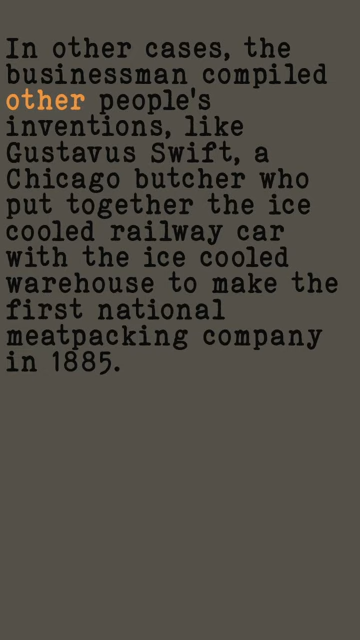 In other cases, the
businessman compiled
other people's
inventions, like
Gustavus Swift, a
Chicago butcher who
put together the ice
cooled railway car
with the ice cooled
warehouse to make the
first national
meatpacking company
in 1885.